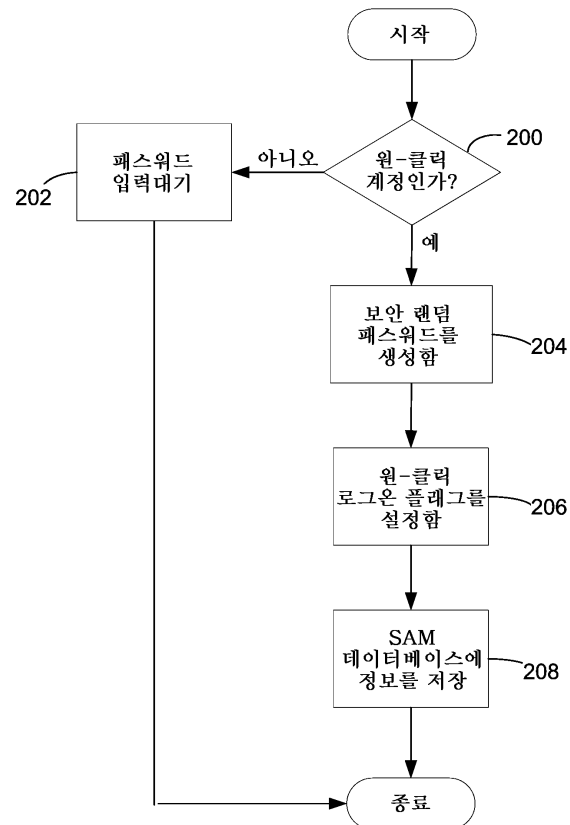 시작
원-클릭
계정인가?
200
아니오
패스워드
입력대기
202
예
보안 랜덤
패스워드를
생성함
204
원-클릭
로그온 플래그를
설정함
206
SAM
데이터베이스에
정보를 저장
208
종료